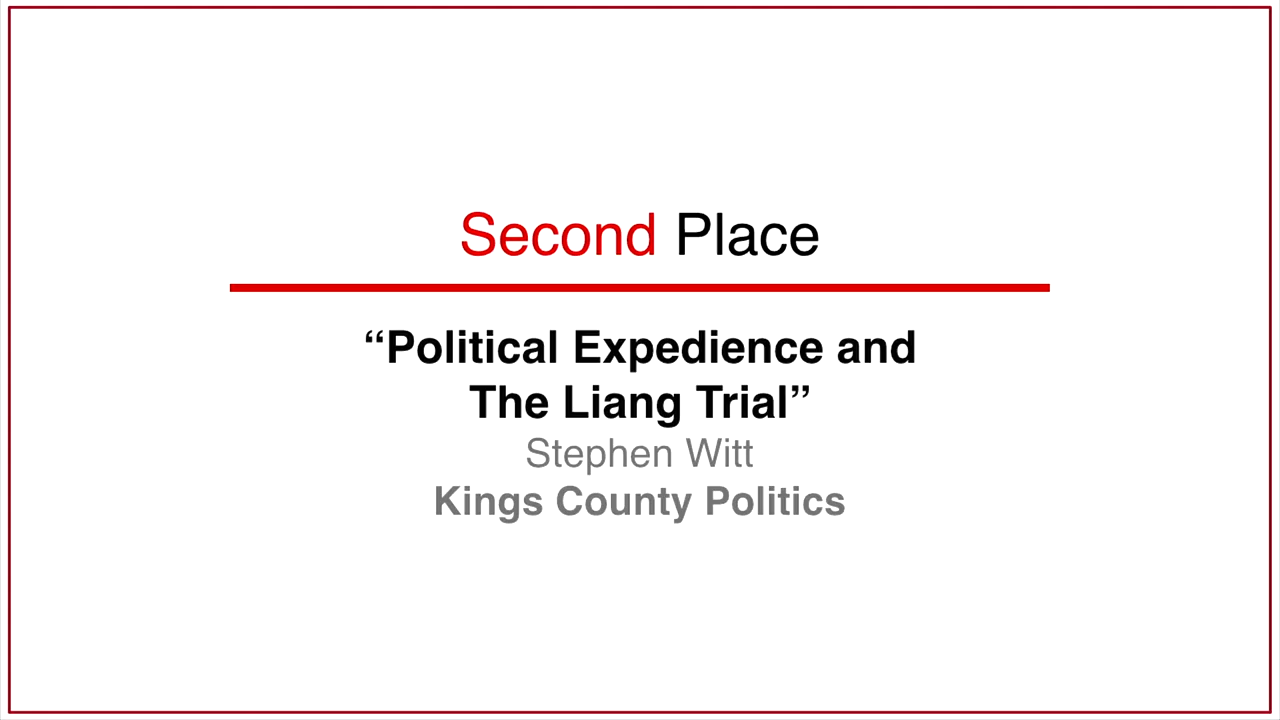 Second Place
“Political Expedience and
The Liang Trial”
Stephen Witt
Kings County Politics